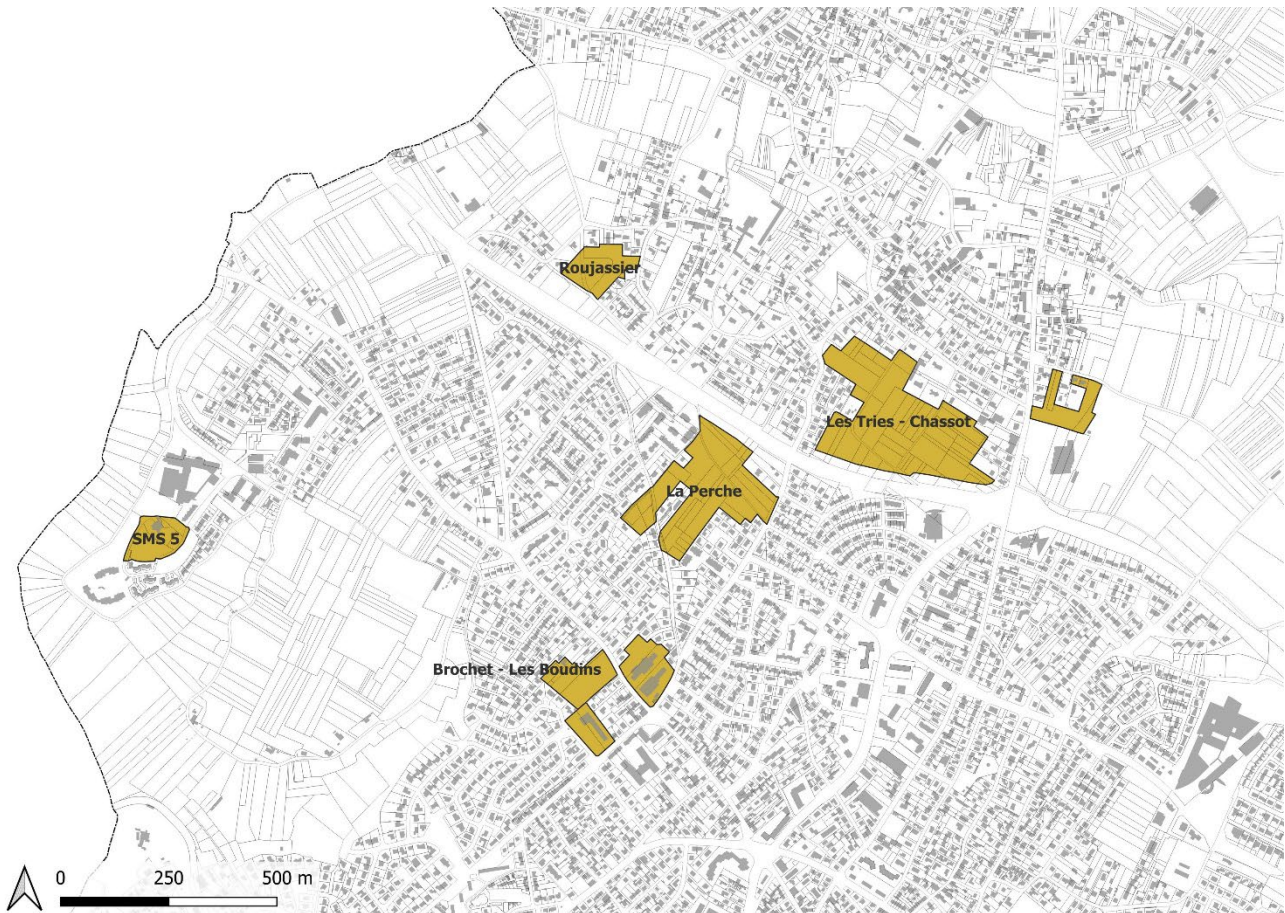 Roujassier
Les Tries - Chassot
La Perche
SMS 5
Brochet - Les Boudins
0 250 500 m